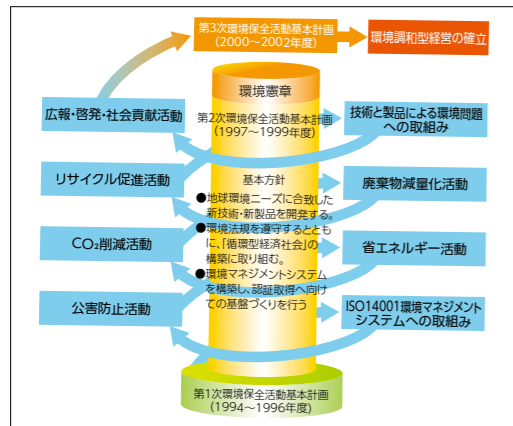 第3次環境保全活動基本計画
(2000〜2002年度)
環境調和型経営の確立
環境憲章
第2次環境保全活動基本計画
(1997〜1999年度)
広報・啓発・社会貢献活動
技術と製品による環境問題
への取組み
リサイクル促進活動
廃棄物減量化活動
基本方針
●地球環境ニーズに合致した
新技術・新製品を開発する。
●環境法規を遵守するととも
に、「循環型経済社会」の
構築に取り組む。
●環境マネジメントシステム
を構築し、認証取得へ向け
ての基盤づくりを行う
CO₂削減活動
省エネルギー活動
公害防止活動
ISO14001環境マネジメント
システムへの取組み
第1次環境保全活動基本計画
(1994〜1996年度)